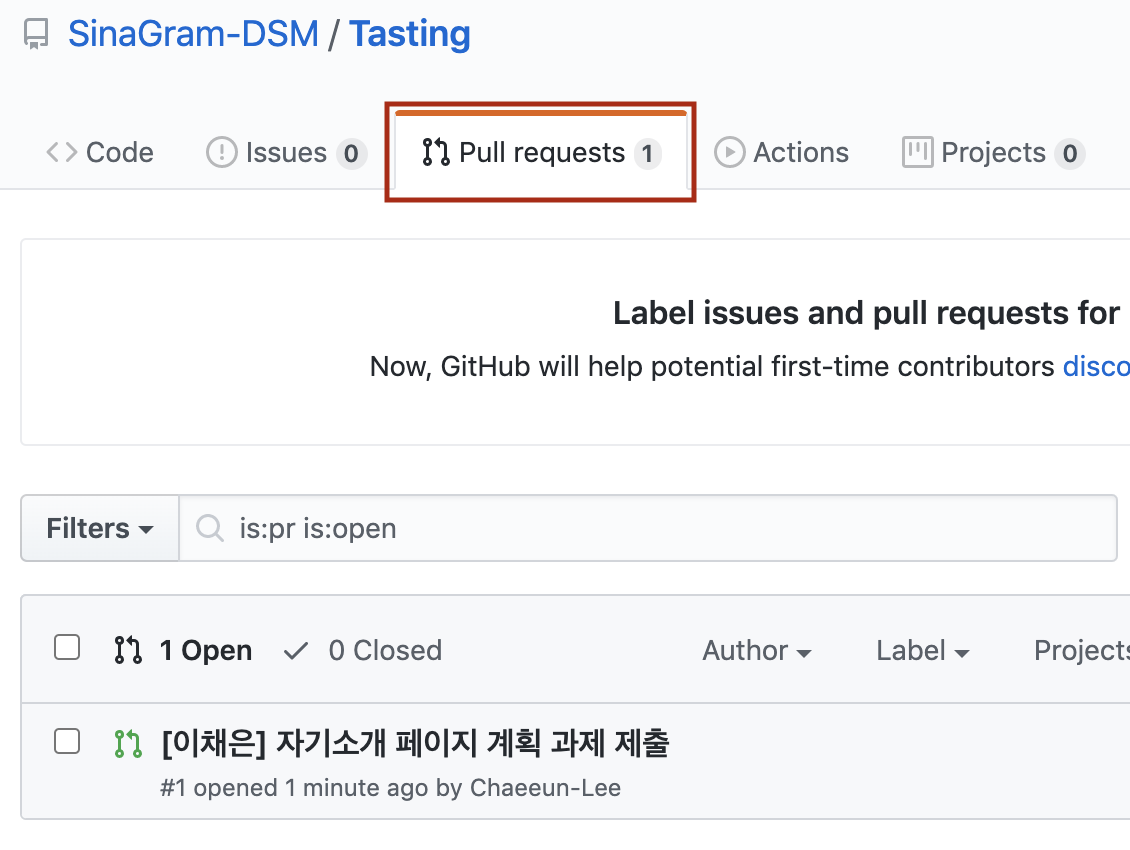 SinaGram-DSM / Tasting
Code Issues 0 Pull requests 1 Actions Projects 0
Label issues and pull requests for
Now, GitHub will help potential first-time contributors disco
Filters is:pr is:open
1 Open 0 Closed Author Label Projects
[이채은] 자기소개 페이지 계획 과제 제출
#1 opened 1 minute ago by Chaeeun-Lee